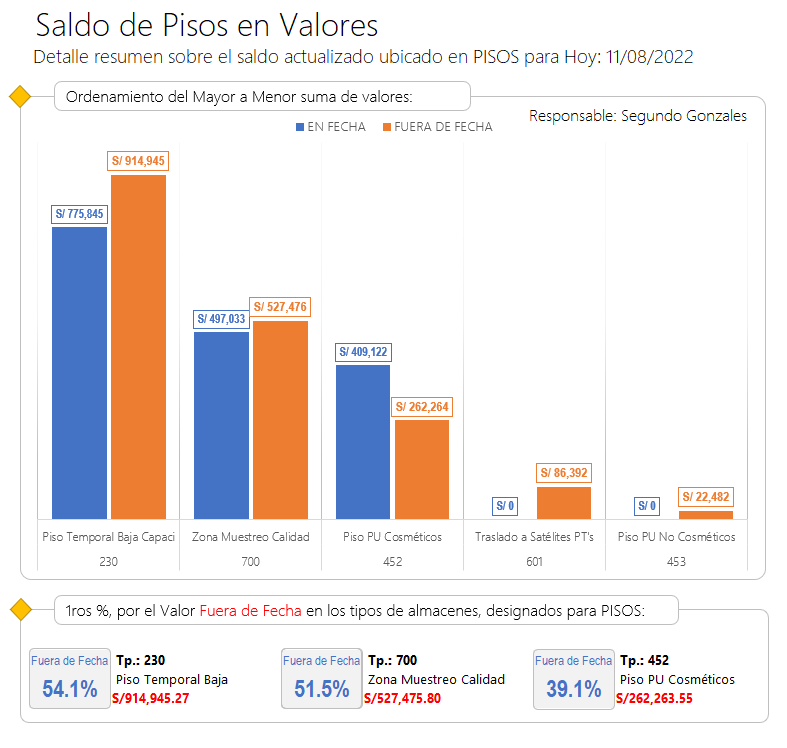 Saldo de Pisos en Valores
Detalle resumen sobre el saldo actualizado ubicado en PISOS para Hoy: 11/08/2022
Ordenamiento del Mayor a Menor suma de valores:
Responsable: Segundo Gonzales
EN FECHA FUERA DE FECHA
S/ 914,945
S/ 775,845
S/ 527,476
S/ 497,033
S/ 409,122
S/ 262,264
S/ 86,392
S/ 0
S/ 22,482
S/ 0
Piso Temporal Baja Capaci Zona Muestreo Calidad Piso PU Cosméticos Traslado a Satélites PT's Piso PU No Cosméticos
230 700 452 601 453
1ros %, por el Valor Fuera de Fecha en los tipos de almacenes, designados para PISOS:
Fuera de Fecha
54.1%
Tp.: 230
Piso Temporal Baja
S/914,945.27
Fuera de Fecha
51.5%
Tp.: 700
Zona Muestreo Calidad
S/527,475.80
Fuera de Fecha
39.1%
Tp.: 452
Piso PU Cosméticos
S/262,263.55